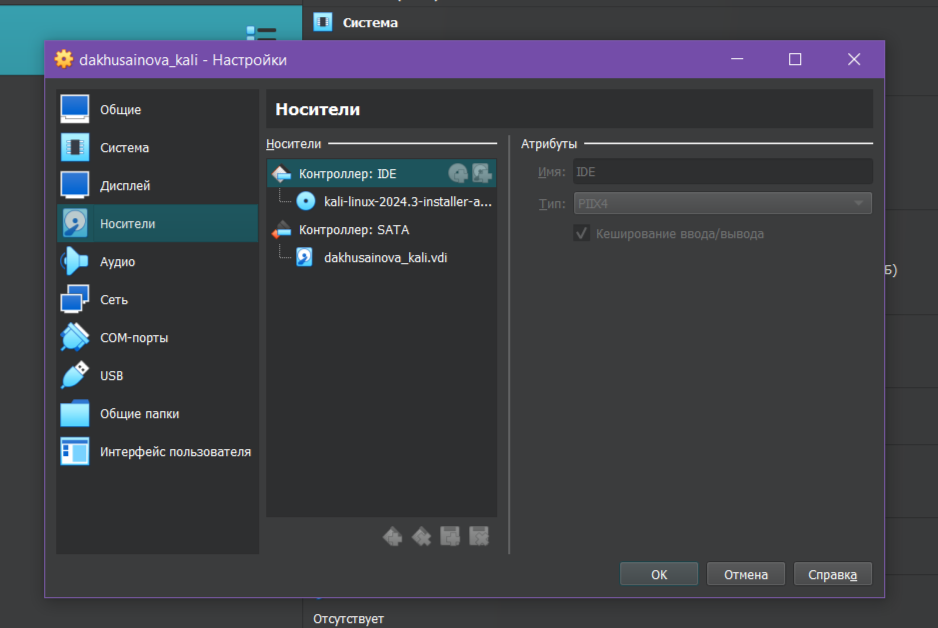 Система
dakhusainova_kali - Настройки
Общие
Система
Дисплей
Носители
Аудио
Сеть
COM-порты
USB
Общие папки
Интерфейс пользователя
Носители
Носители
Контроллер: IDE
kali-linux-2024.3-installer-a...
Контроллер: SATA
dakhusainova_kali.vdi
Атрибуты
Имя: IDE
Тип: PIIX4
Кеширование ввода/вывода
Б)
OK
Отмена
Справка
Отсутствует